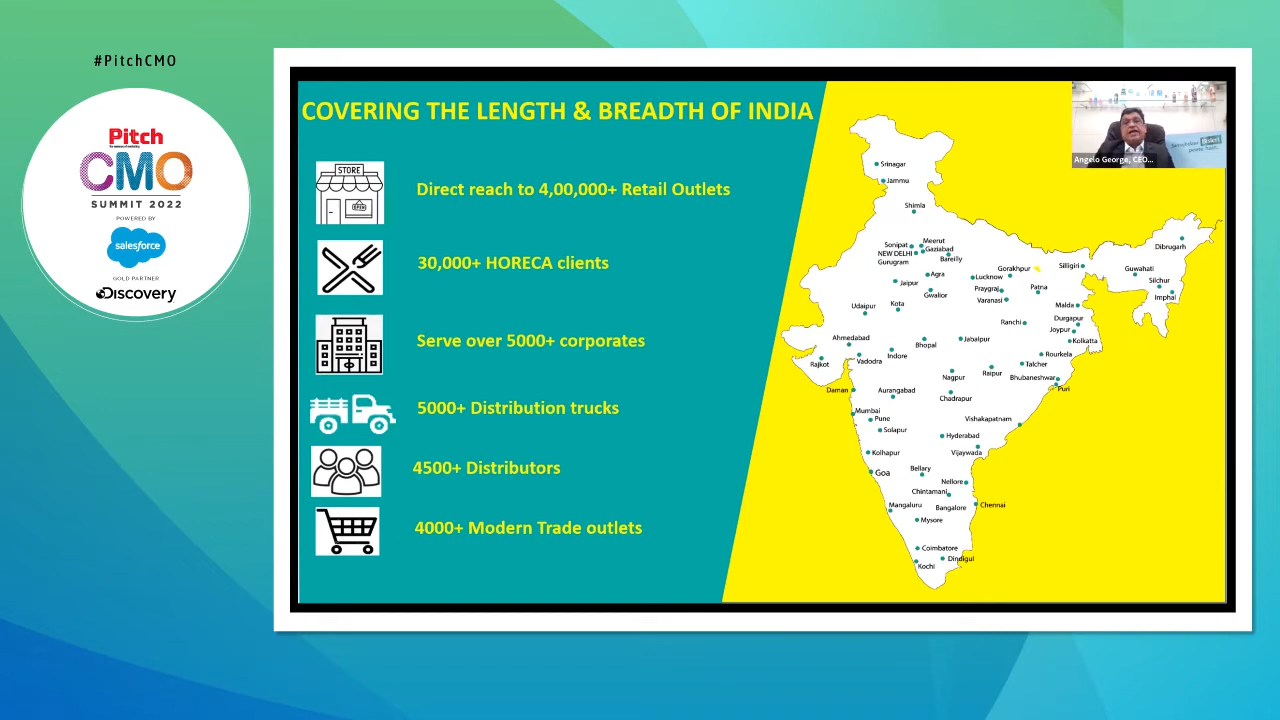 #PitchCMO
Pitch
CMO
SUMMIT 2022
POWERED BY
salesforce
GOLD PARTNER
Discovery
COVERING THE LENGTH & BREADTH OF INDIA
STORE
OPEN
Direct reach to 4,00,000+ Retail Outlets
30,000+ HORECA clients
Serve over 5000+ corporates
5000+ Distribution trucks
4500+ Distributors
4000+ Modern Trade outlets
Angelo George, CEO...
Srinagar
Jammu
Shimla
Sonipat
Meerut
NEW DELHI
Gaziabad
Gurugram
Bareilly
Dibrugarh
Agra
Lucknow
Gorakhpur
Silligiri
Guwahati
Jaipur
Gwalior
Praygraj
Patna
Silchur
Imphal
Udaipur
Kota
Varanasi
Malda
Ranchi
Durgapur
Joypur
Ahmedabad
Bhopal
Jabalpur
Kolkatta
Rajkot
Vadodra
Indore
Rourkela
Talcher
Nagpur
Raipur
Bhubaneshwar
Puri
Daman
Aurangabad
Chadrapur
Mumbai
Pune
Vishakapatnam
Solapur
Hyderabad
Kolhapur
Vijaywada
Goa
Bellary
Nellore
Chintamani
Mangaluru
Bangalore
Chennai
Mysore
Coimbatore
Dindigul
Kochi